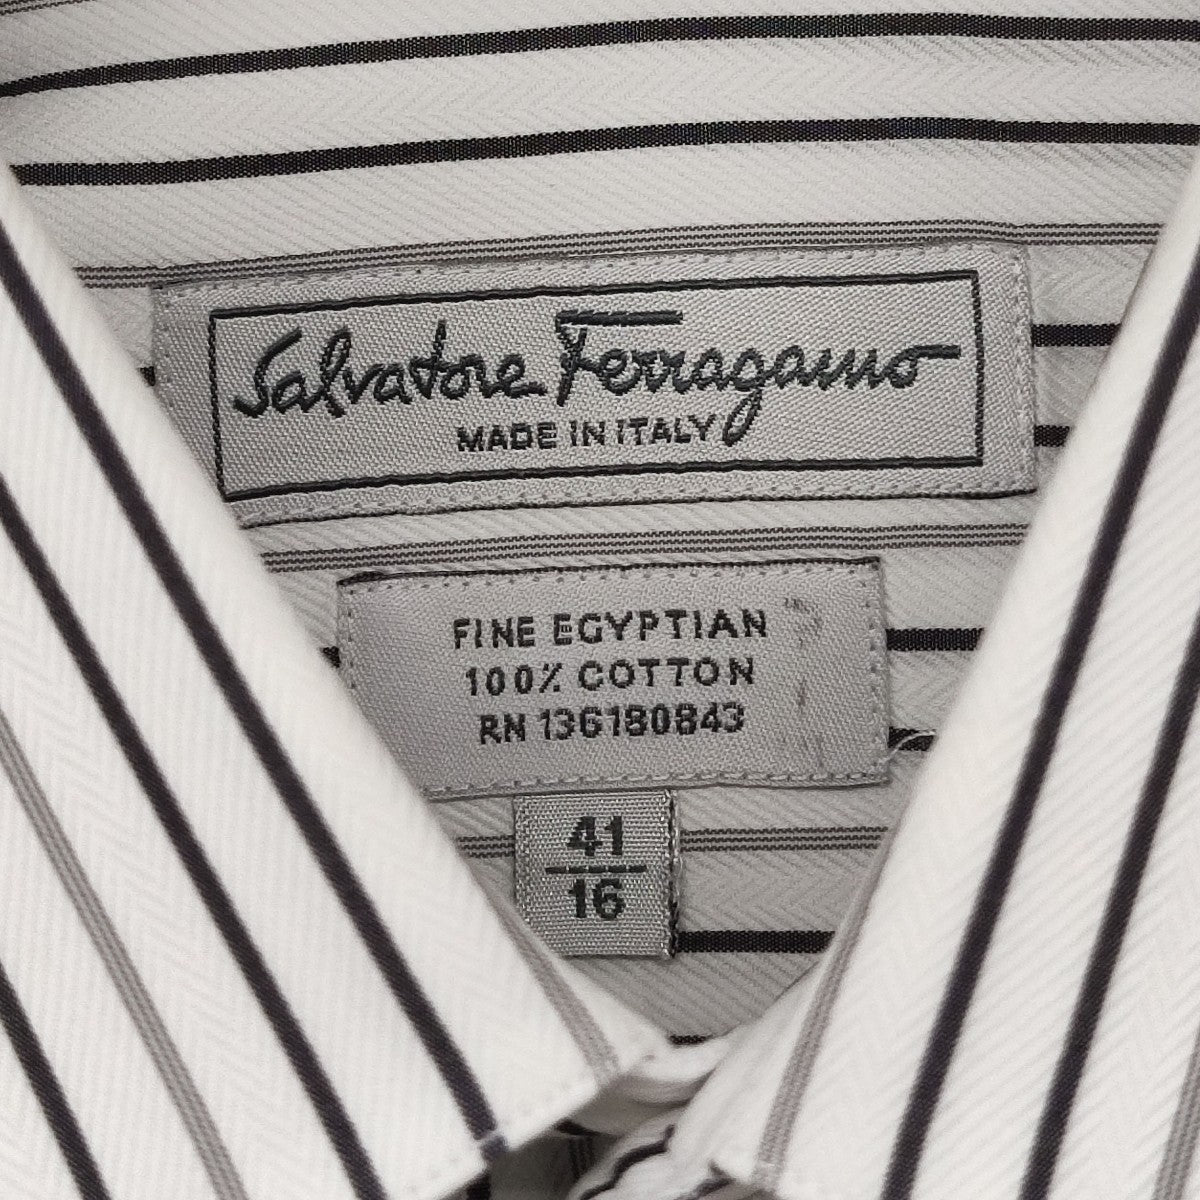 Salvatore Ferragamo
MADE IN ITALY
FINE EGYPTIAN
100% COTTON
RN 136180843
41
16